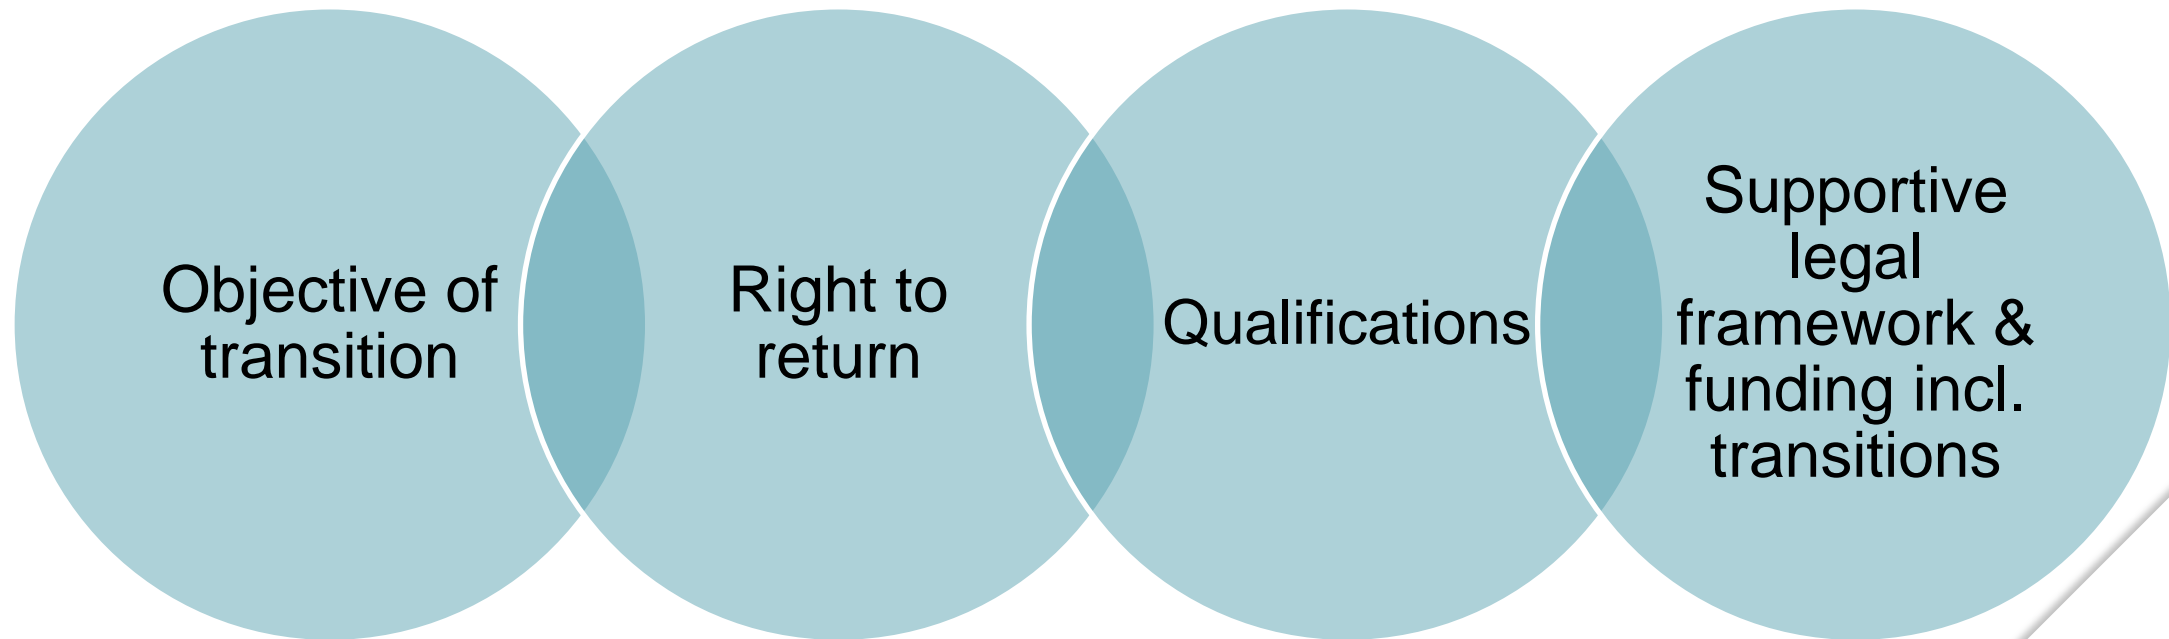 Objective of
transition
Right to
return
Qualifications
Supportive
legal
framework &
funding incl.
transitions